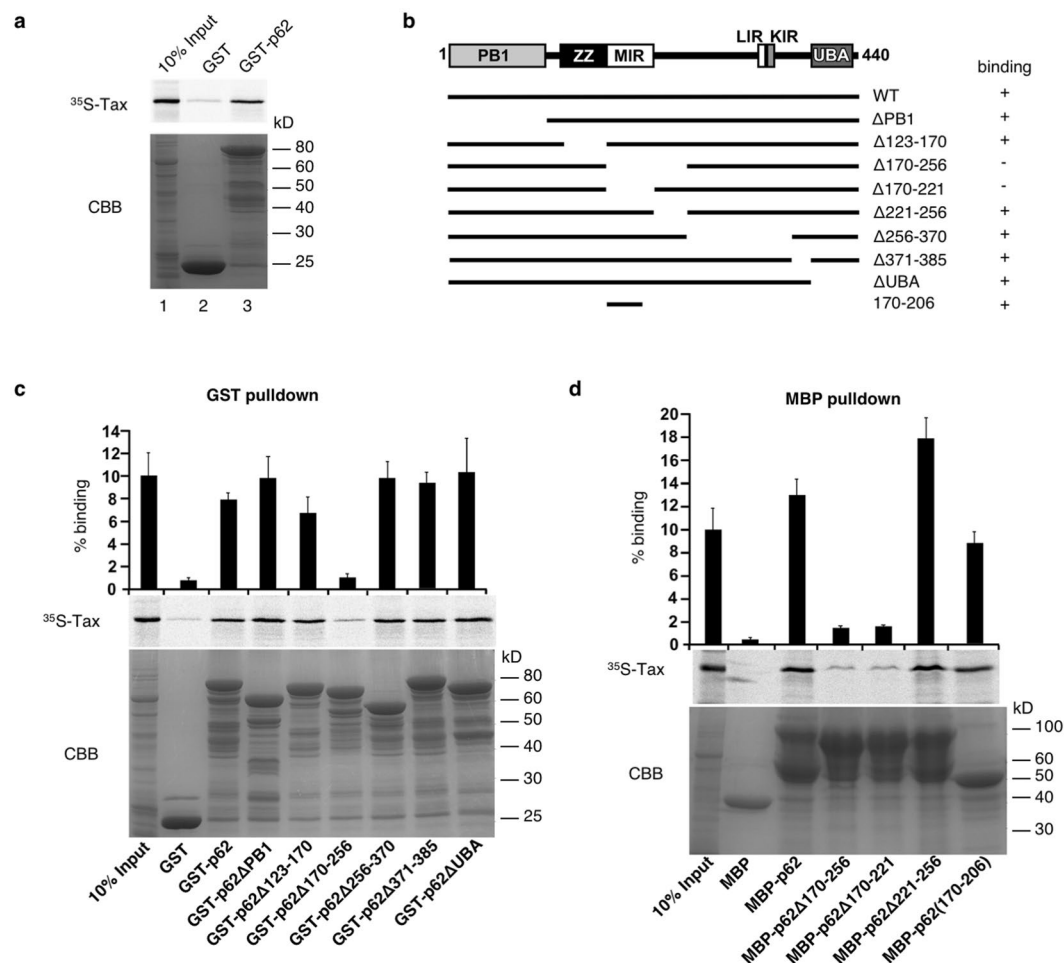 a
10% Input
GST
GST-p62
35S-Tax
kD
80
60
50
40
30
25
CBB
1 2 3
b
1 PB1 ZZ MIR LIR KIR UBA 440
binding
WT +
ΔPB1 +
Δ123-170 +
Δ170-256 -
Δ170-221 -
Δ221-256 +
Δ256-370 +
Δ371-385 +
ΔUBA +
170-206 +
c
GST pulldown
% binding
14
12
10
8
6
4
2
0
35S-Tax
kD
80
60
50
40
30
25
CBB
10% Input
GST
GST-p62
GST-p62ΔPB1
GST-p62Δ123-170
GST-p62Δ170-256
GST-p62Δ256-370
GST-p62Δ371-385
GST-p62ΔUBA
d
MBP pulldown
% binding
20
18
16
14
12
10
8
6
4
2
0
35S-Tax
kD
100
60
50
40
30
CBB
10% Input
MBP
MBP-p62
MBP-p62Δ170-256
MBP-p62Δ170-221
MBP-p62Δ221-256
MBP-p62(170-206)